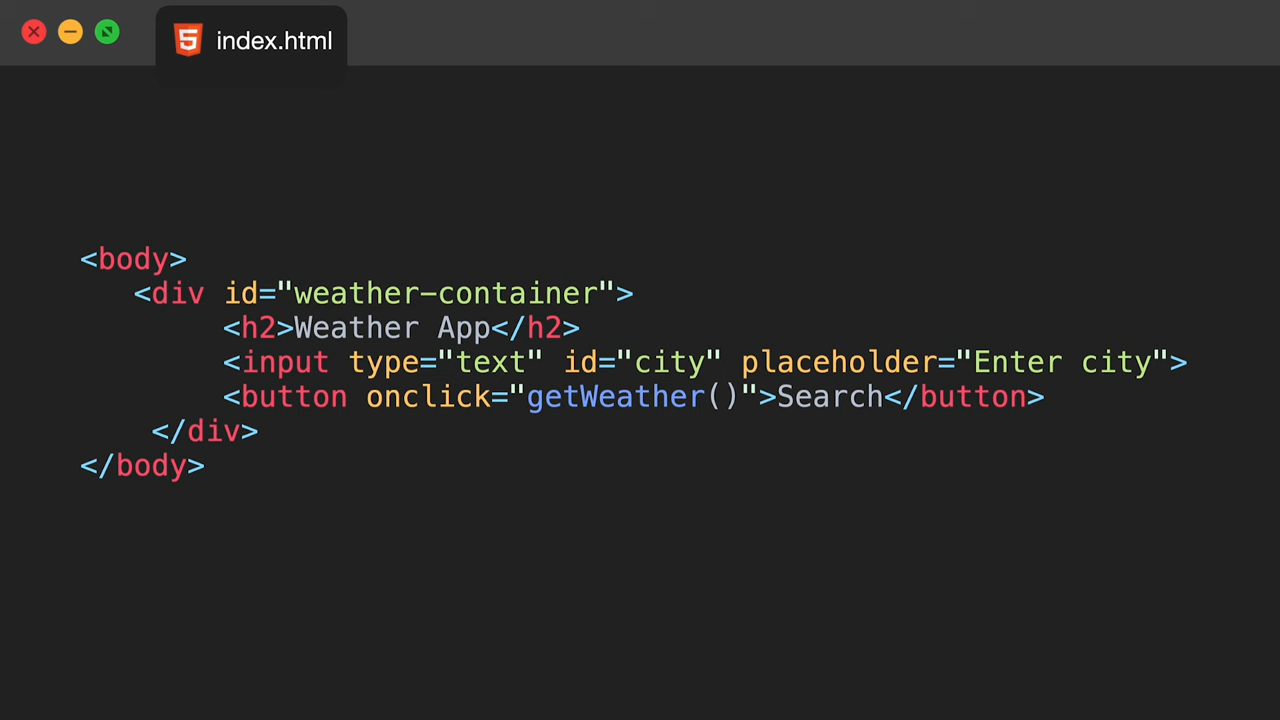 index.html
<body>
<div id="weather-container">
<h2>Weather App</h2>
<input type="text" id="city" placeholder="Enter city">
<button onclick="getWeather()">Search</button>
</div>
</body>